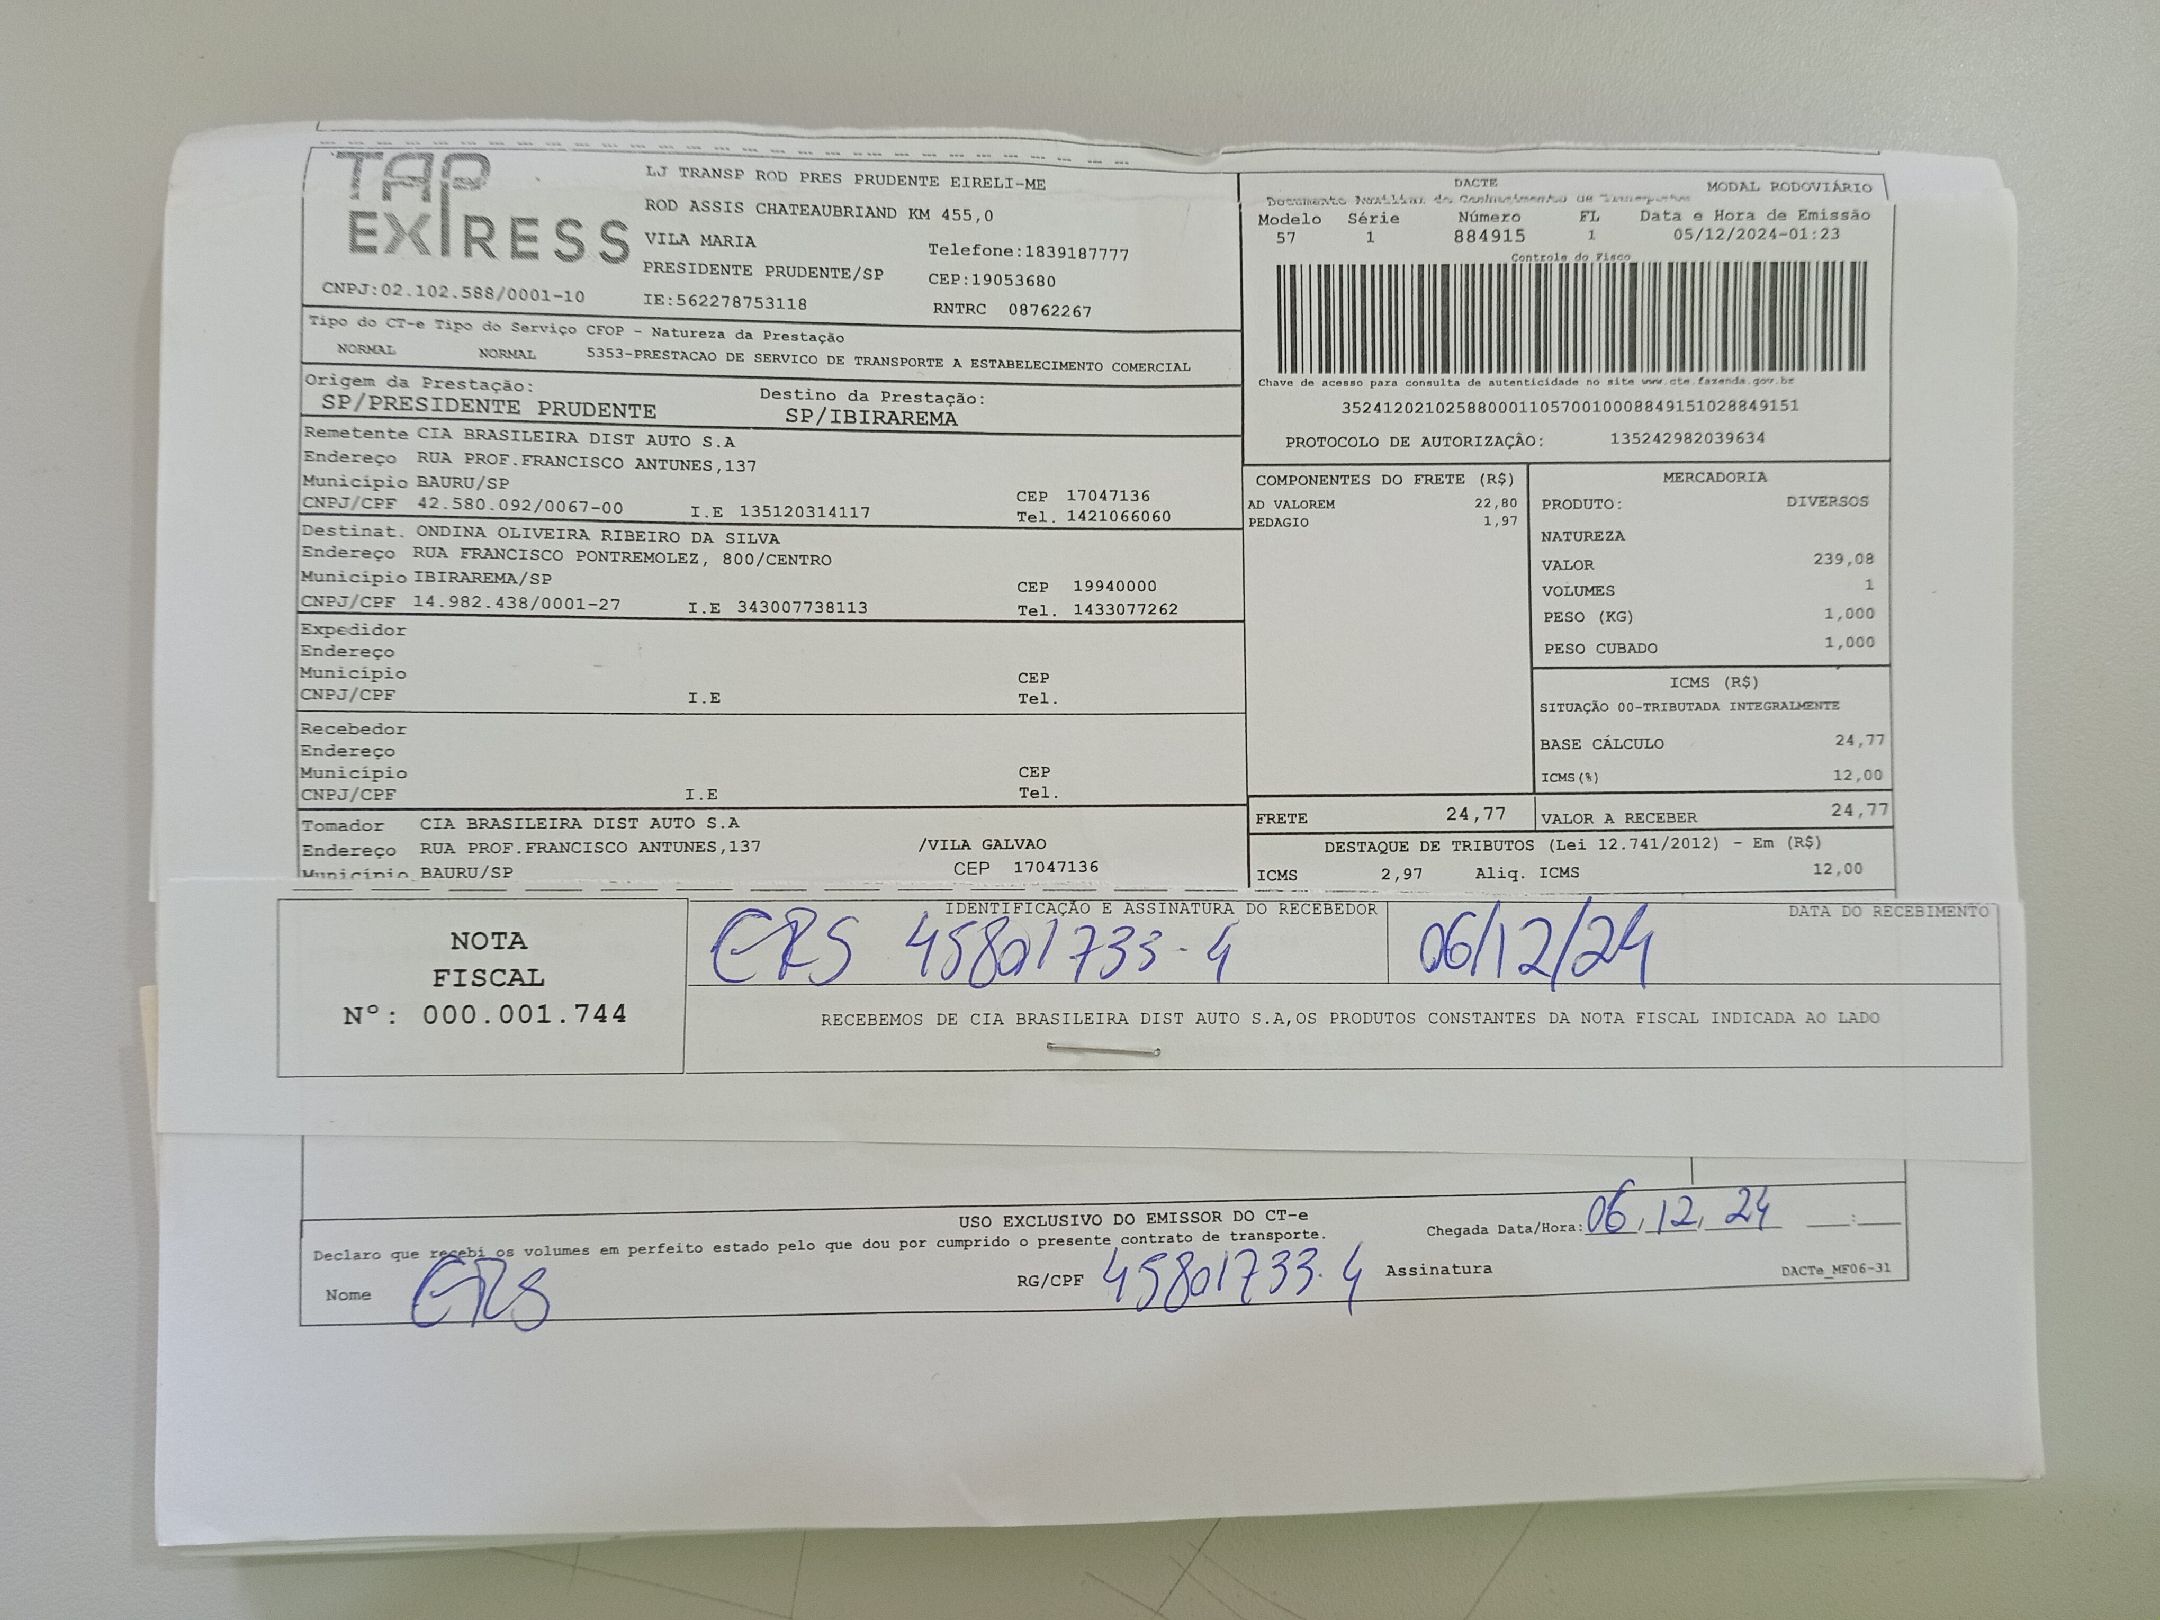 TAP
EXPRESS
CNPJ:02.102.588/0001-10
LJ TRANSP ROD PRES PRUDENTE EIRELI-ME
ROD ASSIS CHATEAUBRIAND KM 455,0
VILA MARIA Telefone:1839187777
PRESIDENTE PRUDENTE/SP CEP:19053680
IE:562278753118 RNTRC 08762267
DACTE MODAL RODOVIÁRIO
Documento Auxiliar do Conhecimento de Transportes
Modelo Série Número FL Data e Hora de Emissão
57 1 884915 1 05/12/2024-01:23
Controle do Fisco
Chave de acesso para consulta de autenticidade no site www.cte.fazenda.gov.br
35241202102588000110570010008849151028849151
PROTOCOLO DE AUTORIZAÇÃO: 135242982039634
Tipo do CT-e Tipo do Serviço CFOP - Natureza da Prestação
NORMAL NORMAL 5353-PRESTACAO DE SERVICO DE TRANSPORTE A ESTABELECIMENTO COMERCIAL
Origem da Prestação: Destino da Prestação:
SP/PRESIDENTE PRUDENTE SP/IBIRAREMA
Remetente CIA BRASILEIRA DIST AUTO S.A
Endereço RUA PROF.FRANCISCO ANTUNES,137
Município BAURU/SP CEP 17047136
CNPJ/CPF 42.580.092/0067-00 I.E 135120314117 Tel. 1421066060
Destinat. ONDINA OLIVEIRA RIBEIRO DA SILVA
Endereço RUA FRANCISCO PONTREMOLEZ, 800/CENTRO
Município IBIRAREMA/SP CEP 19940000
CNPJ/CPF 14.982.438/0001-27 I.E 343007738113 Tel. 1433077262
Expedidor
Endereço
Município CEP
CNPJ/CPF I.E Tel.
Recebedor
Endereço
Município CEP
CNPJ/CPF I.E Tel.
Tomador CIA BRASILEIRA DIST AUTO S.A
Endereço RUA PROF.FRANCISCO ANTUNES,137 /VILA GALVAO
Município BAURU/SP CEP 17047136
COMPONENTES DO FRETE (R$)
AD VALOREM 22,80
PEDAGIO 1,97
MERCADORIA
PRODUTO: DIVERSOS
NATUREZA
VALOR 239,08
VOLUMES 1
PESO (KG) 1,000
PESO CUBADO 1,000
ICMS (R$)
SITUAÇÃO 00-TRIBUTADA INTEGRALMENTE
BASE CÁLCULO 24,77
ICMS(%) 12,00
FRETE 24,77 VALOR A RECEBER 24,77
DESTAQUE DE TRIBUTOS (Lei 12.741/2012) - Em (R$)
ICMS 2,97 Aliq. ICMS 12,00
NOTA
FISCAL
Nº: 000.001.744
IDENTIFICAÇÃO E ASSINATURA DO RECEBEDOR DATA DO RECEBIMENTO
ERS 45801733-4 06/12/24
RECEBEMOS DE CIA BRASILEIRA DIST AUTO S.A,OS PRODUTOS CONSTANTES DA NOTA FISCAL INDICADA AO LADO
USO EXCLUSIVO DO EMISSOR DO CT-e
Declaro que recebi os volumes em perfeito estado pelo que dou por cumprido o presente contrato de transporte.
Chegada Data/Hora: 06, 12, 24 __:__
Nome ERS RG/CPF 45801733.4 Assinatura DACTe_MF06-31